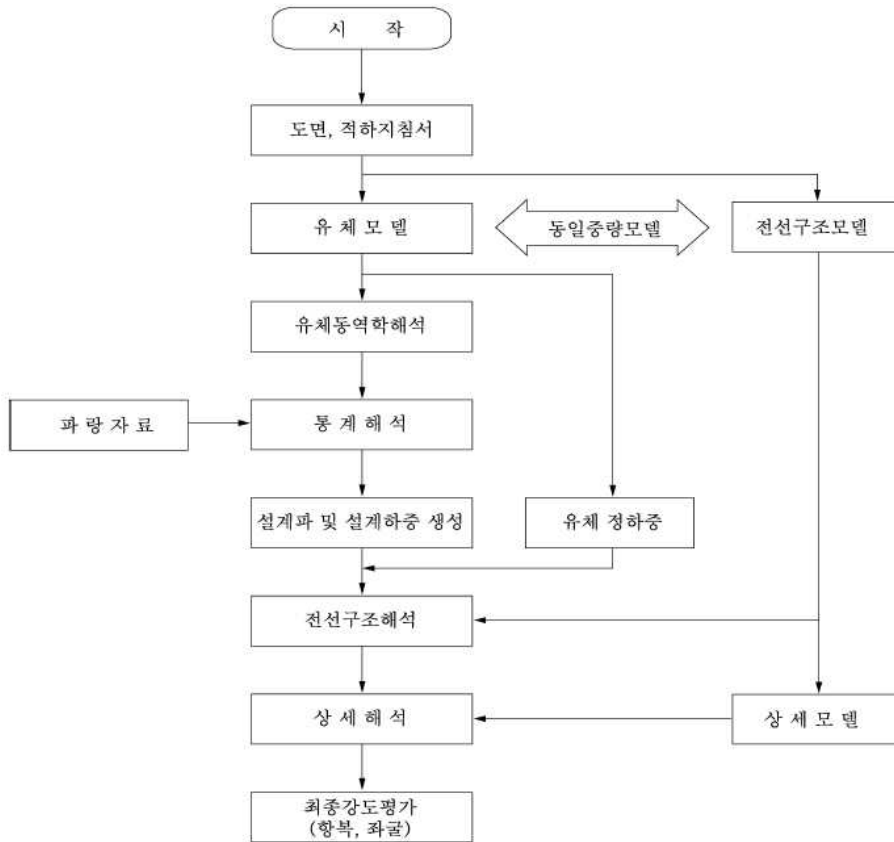 시 작
도면, 적하지침서
유 체 모 델
동일중량모델
전선구조모델
유체동역학해석
파 랑 자 료
통 계 해 석
설계파 및 설계하중 생성
유체 정하중
전선구조해석
상 세 해 석
상 세 모 델
최종강도평가
(항복, 좌굴)